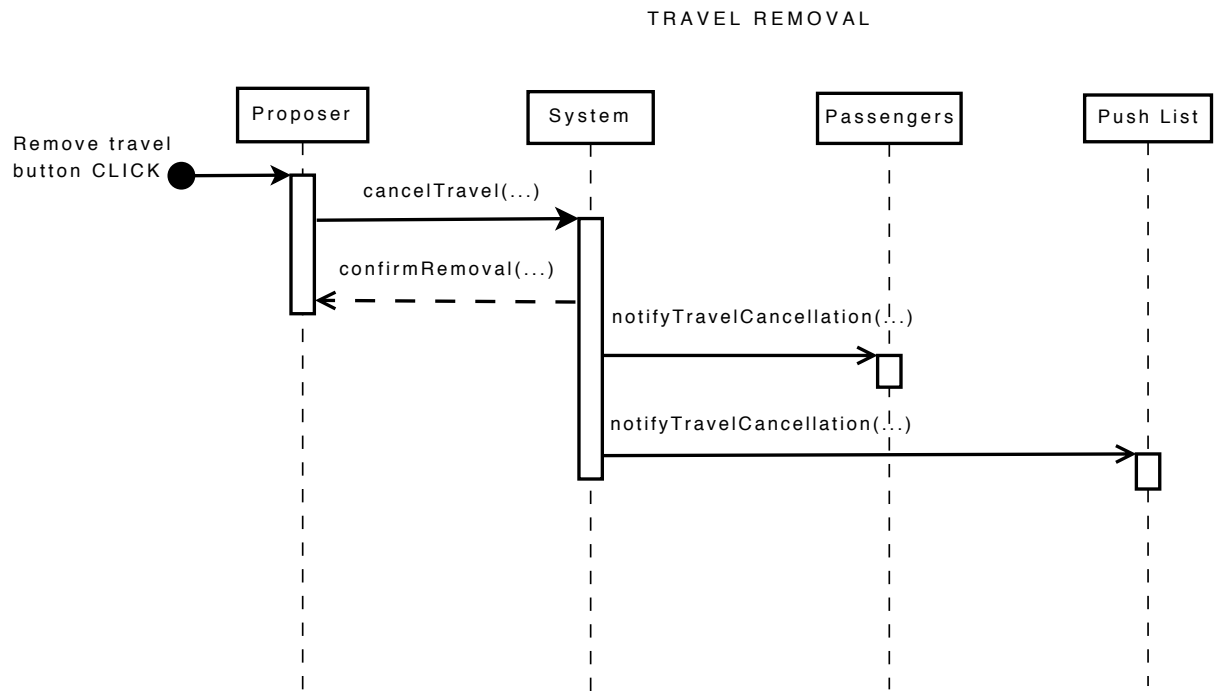 TRAVEL REMOVAL
Proposer
System
Passengers
Push List
Remove travel
button CLICK
cancelTravel(...)
confirmRemoval(...)
notifyTravelCancellation(...)
notifyTravelCancellation(...)